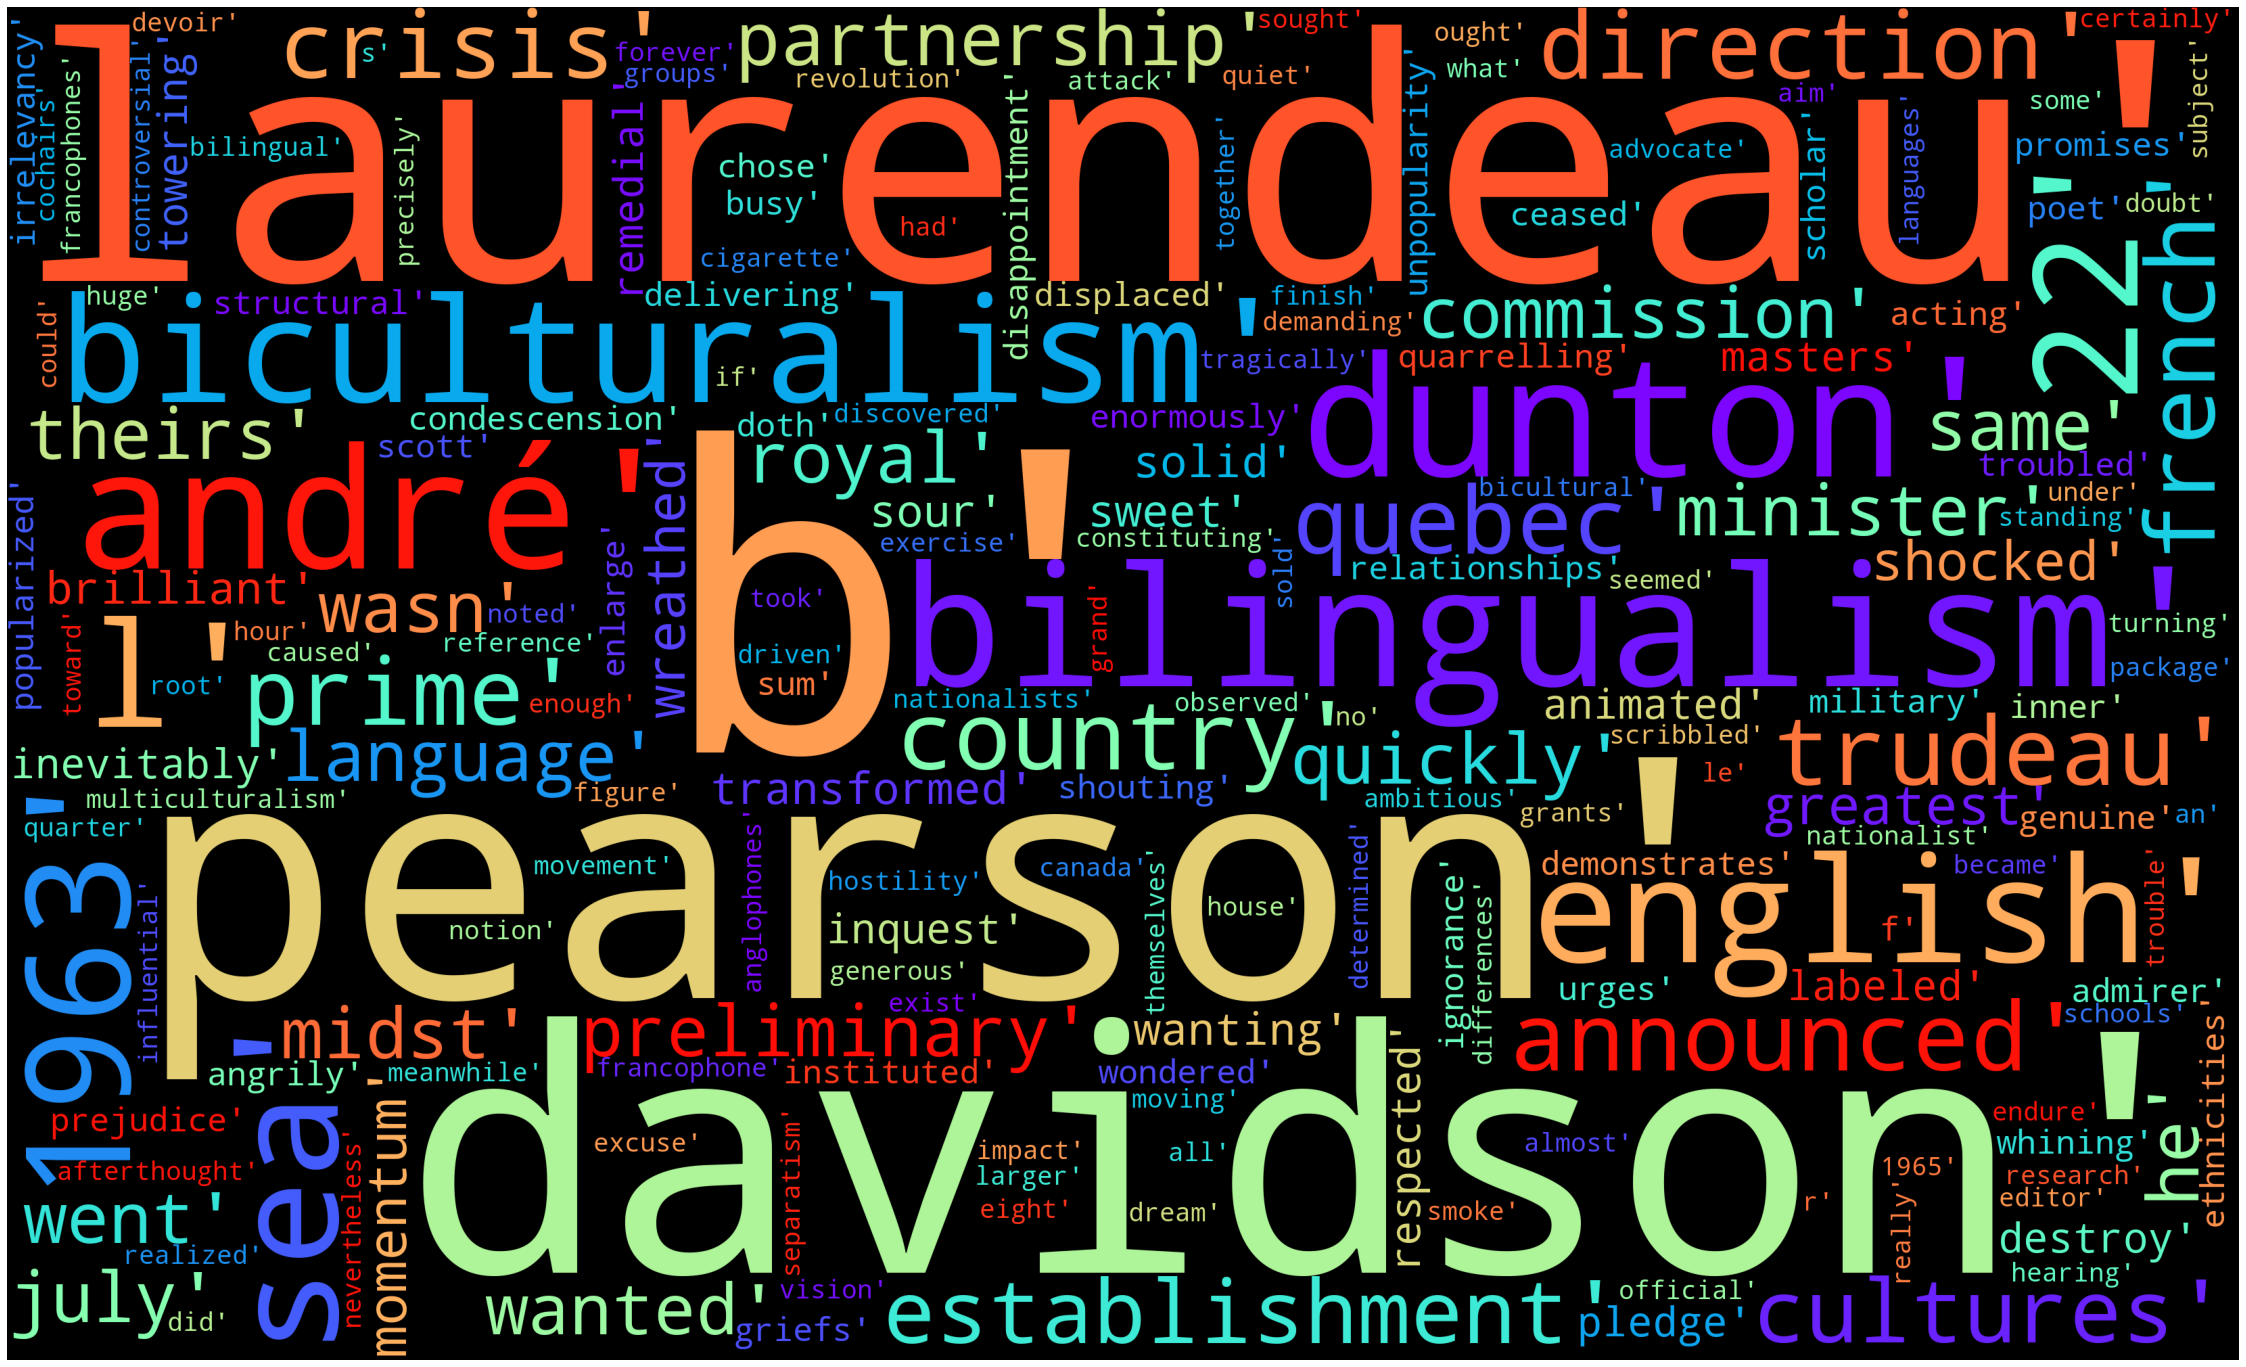 devoir'
crisis'
s'
forever'
groups'
partnership'
sought'
revolution'
attack'
quiet'
ought'
what'
direction'
certainly'
irrelevancy'
cochairs'
francophones'
controversial'
towering'
bilingual'
precisely'
remedial'
laurendeau'
chose'
busy'
had'
cigarette'
disappointment'
together'
unpopularity'
advocate'
aim'
ceased'
scholar'
languages'
some'
promises'
subject'
poet'
doubt'
22'
french'
huge'
structural'
delivering'
displaced'
finish'
demanding'
commission'
acting'
could'
biculturalism'
if'
tragically'
quarrelling'
masters'
dunton'
theirs'
condescension'
scott'
doth'
discovered'
enormously'
same'
troubled'
royal'
solid'
andré'
wreathed'
b'
sour'
sweet'
quebec'
bicultural'
minister'
under'
standing'
popularized'
enlarge'
exercise'
constituting'
sold'
relationships'
seemed'
shocked'
brilliant'
wasn'
noted'
took'
bilingualism'
turning'
l'
hour'
caused'
reference'
driven'
grand'
package'
toward'
root'
prime'
enough'
sum'
nationalists'
observed'
no'
animated'
military'
inner'
country'
quickly'
scribbled'
le'
trudeau'
inevitably'
language'
multiculturalism'
figure'
transformed'
shouting'
ambitious'
grants'
greatest'
genuine'
an'
quarter'
nationalist'
1963'
pearson'
influential'
movement'
anglophones'
hostility'
canada'
themselves'
house'
determined'
ignorance'
differences'
demonstrates'
became'
trouble'
english'
notion'
inquest'
generous'
exist'
f'
urges'
labeled'
admirer'
schools'
midst'
preliminary'
wanting'
announced'
ethnicities'
angrily'
meanwhile'
francophone'
instituted'
wondered'
respected'
sea'
momentum'
davidson'
moving'
he'
prejudice'
afterthought'
nevertheless'
excuse'
separatism'
impact'
larger'
eight'
all'
dream'
smoke'
almost'
endure'
whining'
1965'
research'
really'
r'
editor'
went'
realized'
destroy'
hearing'
july'
did'
wanted'
vision'
griefs'
establishment'
official'
pledge'
cultures'